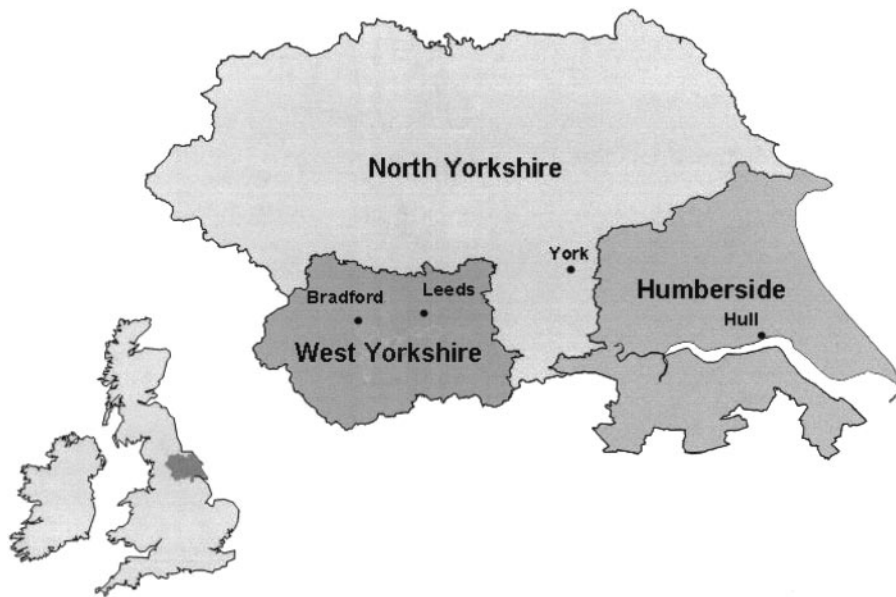 North Yorkshire
York
Bradford
Leeds
Humberside
Hull
West Yorkshire